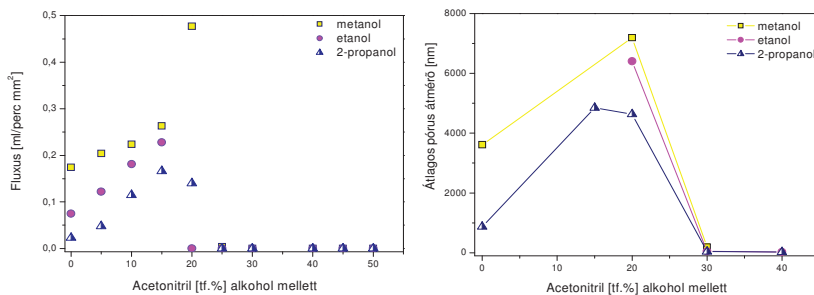 0,5
0,4
0,3
0,2
0,1
0,0
Fluxus [ml/perc mm²]
metanol
etanol
2-propanol
0 10 20 30 40 50
Acetonitril [tf.%] alkohol mellett
8000
6000
4000
2000
0
Átlagos pórus átmérő [nm]
metanol
etanol
2-propanol
0 10 20 30 40
Acetonitril [tf.%] alkohol mellett